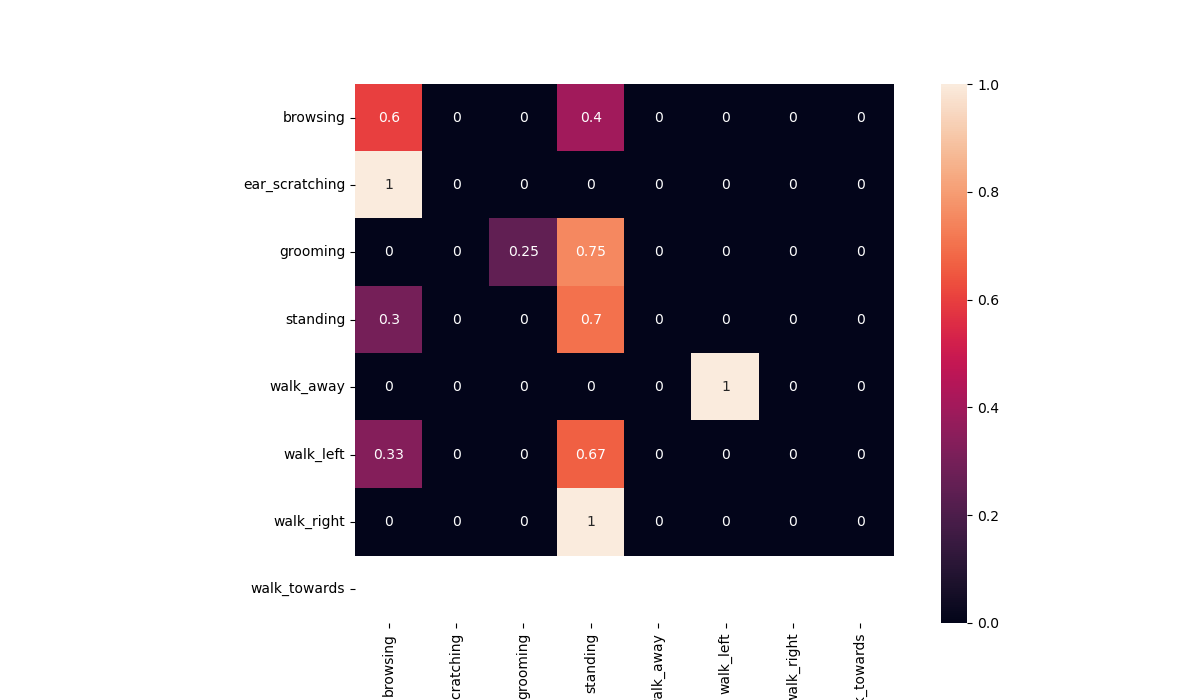 browsing 0.6 0 0 0.4 0 0 0 0 1.0
ear_scratching 1 0 0 0 0 0 0 0 0.8
grooming 0 0 0.25 0.75 0 0 0 0
standing 0.3 0 0 0.7 0 0 0 0 0.6
walk_away 0 0 0 0 0 1 0 0 0.4
walk_left 0.33 0 0 0.67 0 0 0 0
walk_right 0 0 0 1 0 0 0 0 0.2
walk_towards 0.0
browsing cratching grooming standing alk_away walk_left walk_right _towards